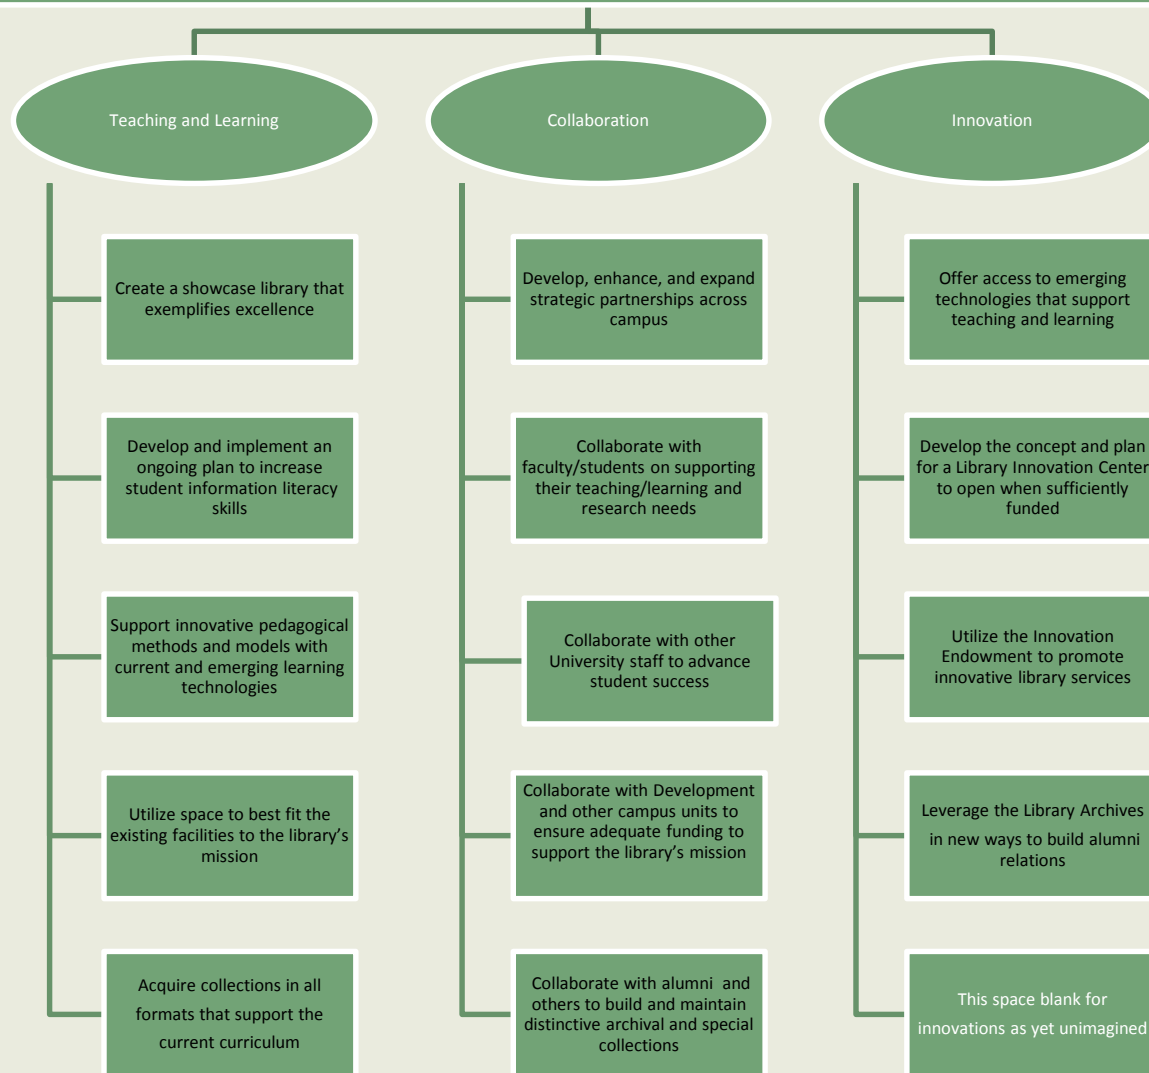 Teaching and Learning
Create a showcase library that
exemplifies excellence
Develop and implement an
ongoing plan to increase
student information literacy
skills
Support innovative pedagogical
methods and models with
current and emerging learning
technologies
Utilize space to best fit the
existing facilities to the library’s
mission
Acquire collections in all
formats that support the
current curriculum
Collaboration
Develop, enhance, and expand
strategic partnerships across
campus
Collaborate with
faculty/students on supporting
their teaching/learning and
research needs
Collaborate with other
University staff to advance
student success
Collaborate with Development
and other campus units to
ensure adequate funding to
support the library’s mission
Collaborate with alumni  and
others to build and maintain
distinctive archival and special
collections
Innovation
Offer access to emerging
technologies that support
teaching and learning
Develop the concept and plan
for a Library Innovation Center
to open when sufficiently
funded
Utilize the Innovation
Endowment to promote
innovative library services
Leverage the Library Archives
in new ways to build alumni
relations
This space blank for
innovations as yet unimagined